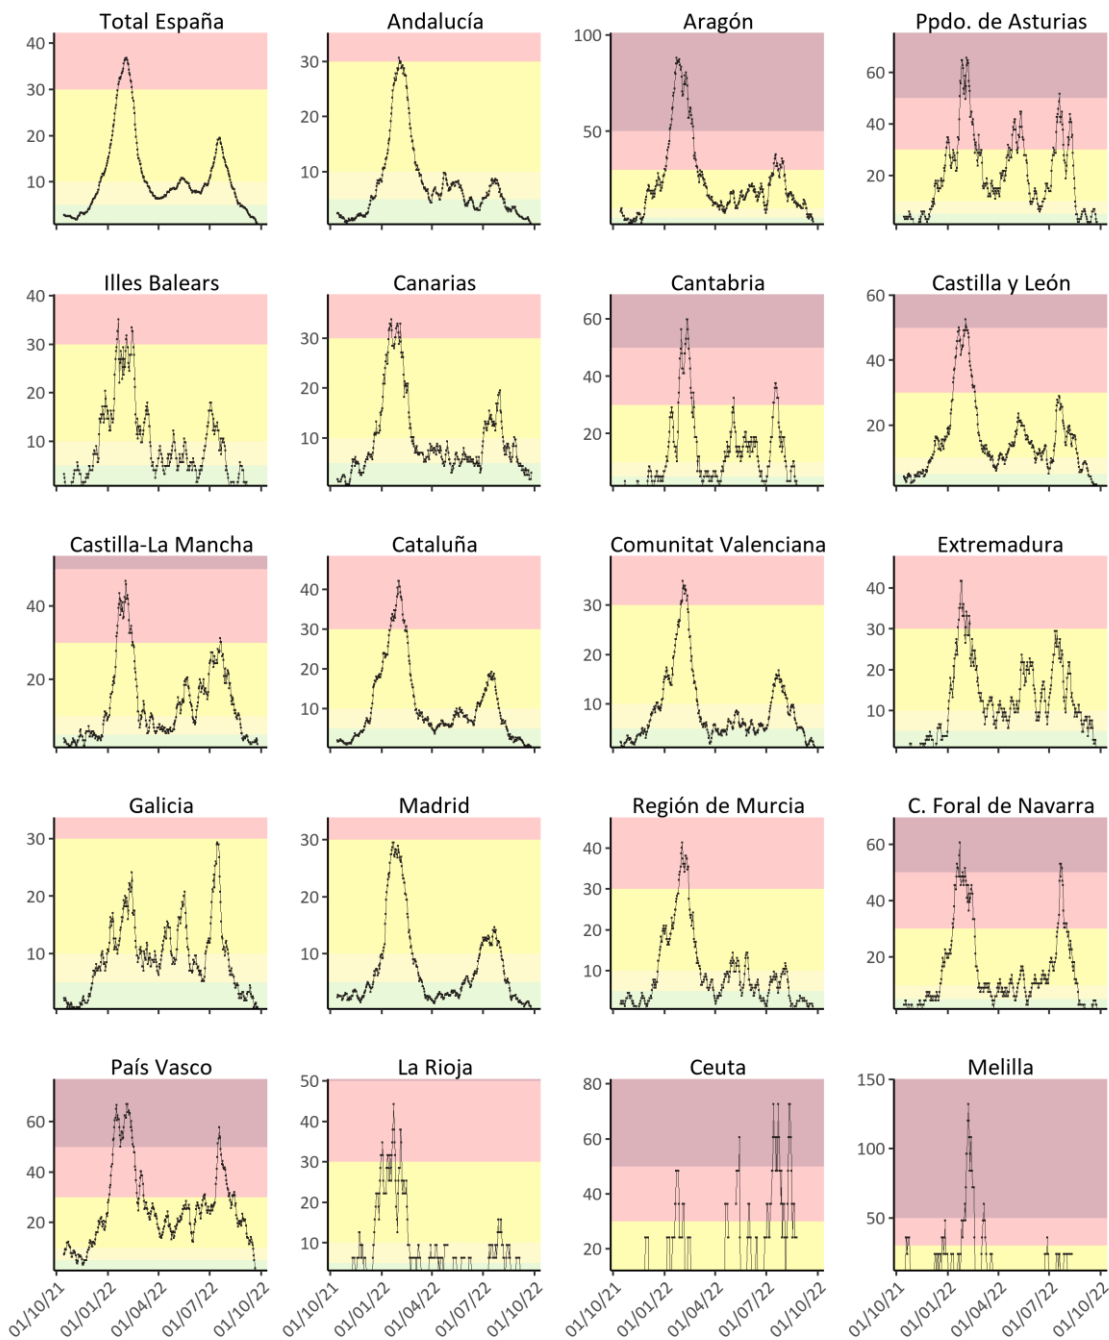 Total España Andalucía Aragón Ppdo. de Asturias
40 30 20 10
30 20 10
100 50 0
60 40 20
Illes Balears Canarias Cantabria Castilla y León
40 30 20 10
30 20 10
60 40 20
60 40 20
Castilla-La Mancha Cataluña Comunitat Valenciana Extremadura
40 20
40 30 20 10
30 20 10
40 30 20 10
Galicia Madrid Región de Murcia C. Foral de Navarra
30 20 10
30 20 10
40 30 20 10
60 40 20
País Vasco La Rioja Ceuta Melilla
60 40 20
50 40 30 20 10
80 60 40 20
150 100 50
01/10/21 01/01/22 01/04/22 01/07/22 01/10/22
01/10/21 01/01/22 01/04/22 01/07/22 01/10/22
01/10/21 01/01/22 01/04/22 01/07/22 01/10/22
01/10/21 01/01/22 01/04/22 01/07/22 01/10/22